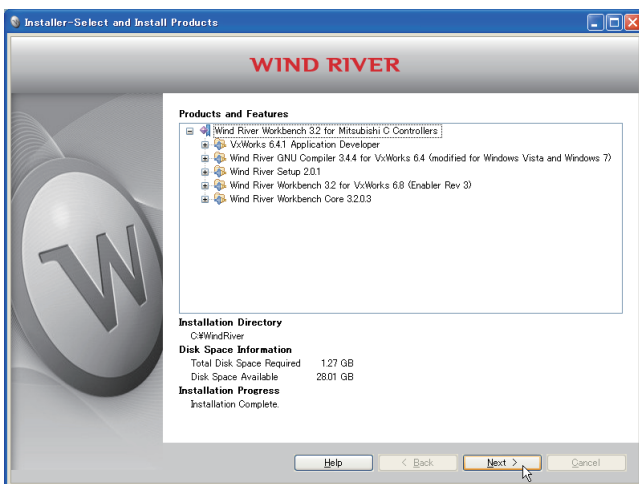 Installer-Select and Install Products
WIND RIVER
Products and Features
Wind River Workbench 3.2 for Mitsubishi C Controllers
VxWorks 6.4.1 Application Developer
Wind River GNU Compiler 3.4.4 for VxWorks 6.4 (modified for Windows Vista and Windows 7)
Wind River Setup 2.0.1
Wind River Workbench 3.2 for VxWorks 6.8 (Enabler Rev 3)
Wind River Workbench Core 3.2.0.3
W
Installation Directory
C:¥WindRiver
Disk Space Information
Total Disk Space Required 1.27 GB
Disk Space Available 28.01 GB
Installation Progress
Installation Complete.
Help < Back Next > Cancel